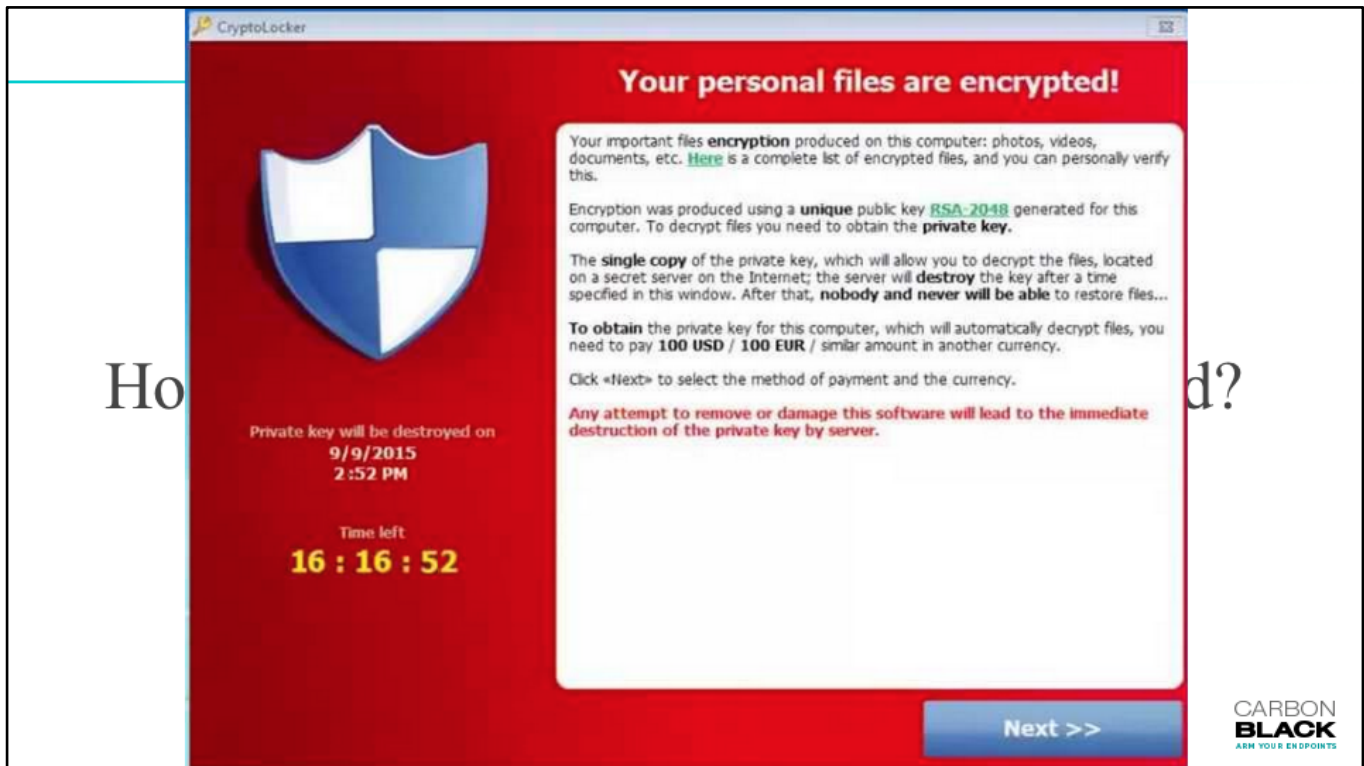 CryptoLocker
Your personal files are encrypted!
Your important files encryption produced on this computer: photos, videos,
documents, etc. Here is a complete list of encrypted files, and you can personally verify
this.
Encryption was produced using a unique public key RSA-2048 generated for this
computer. To decrypt files you need to obtain the private key.
The single copy of the private key, which will allow you to decrypt the files, located
on a secret server on the Internet; the server will destroy the key after a time
specified in this window. After that, nobody and never will be able to restore files...
To obtain the private key for this computer, which will automatically decrypt files, you
need to pay 100 USD / 100 EUR / similar amount in another currency.
Click «Next» to select the method of payment and the currency.
Any attempt to remove or damage this software will lead to the immediate
destruction of the private key by server.
Private key will be destroyed on
9/9/2015
2:52 PM
Time left
16 : 16 : 52
Next >>
CARBON
BLACK
ARM YOUR ENDPOINTS